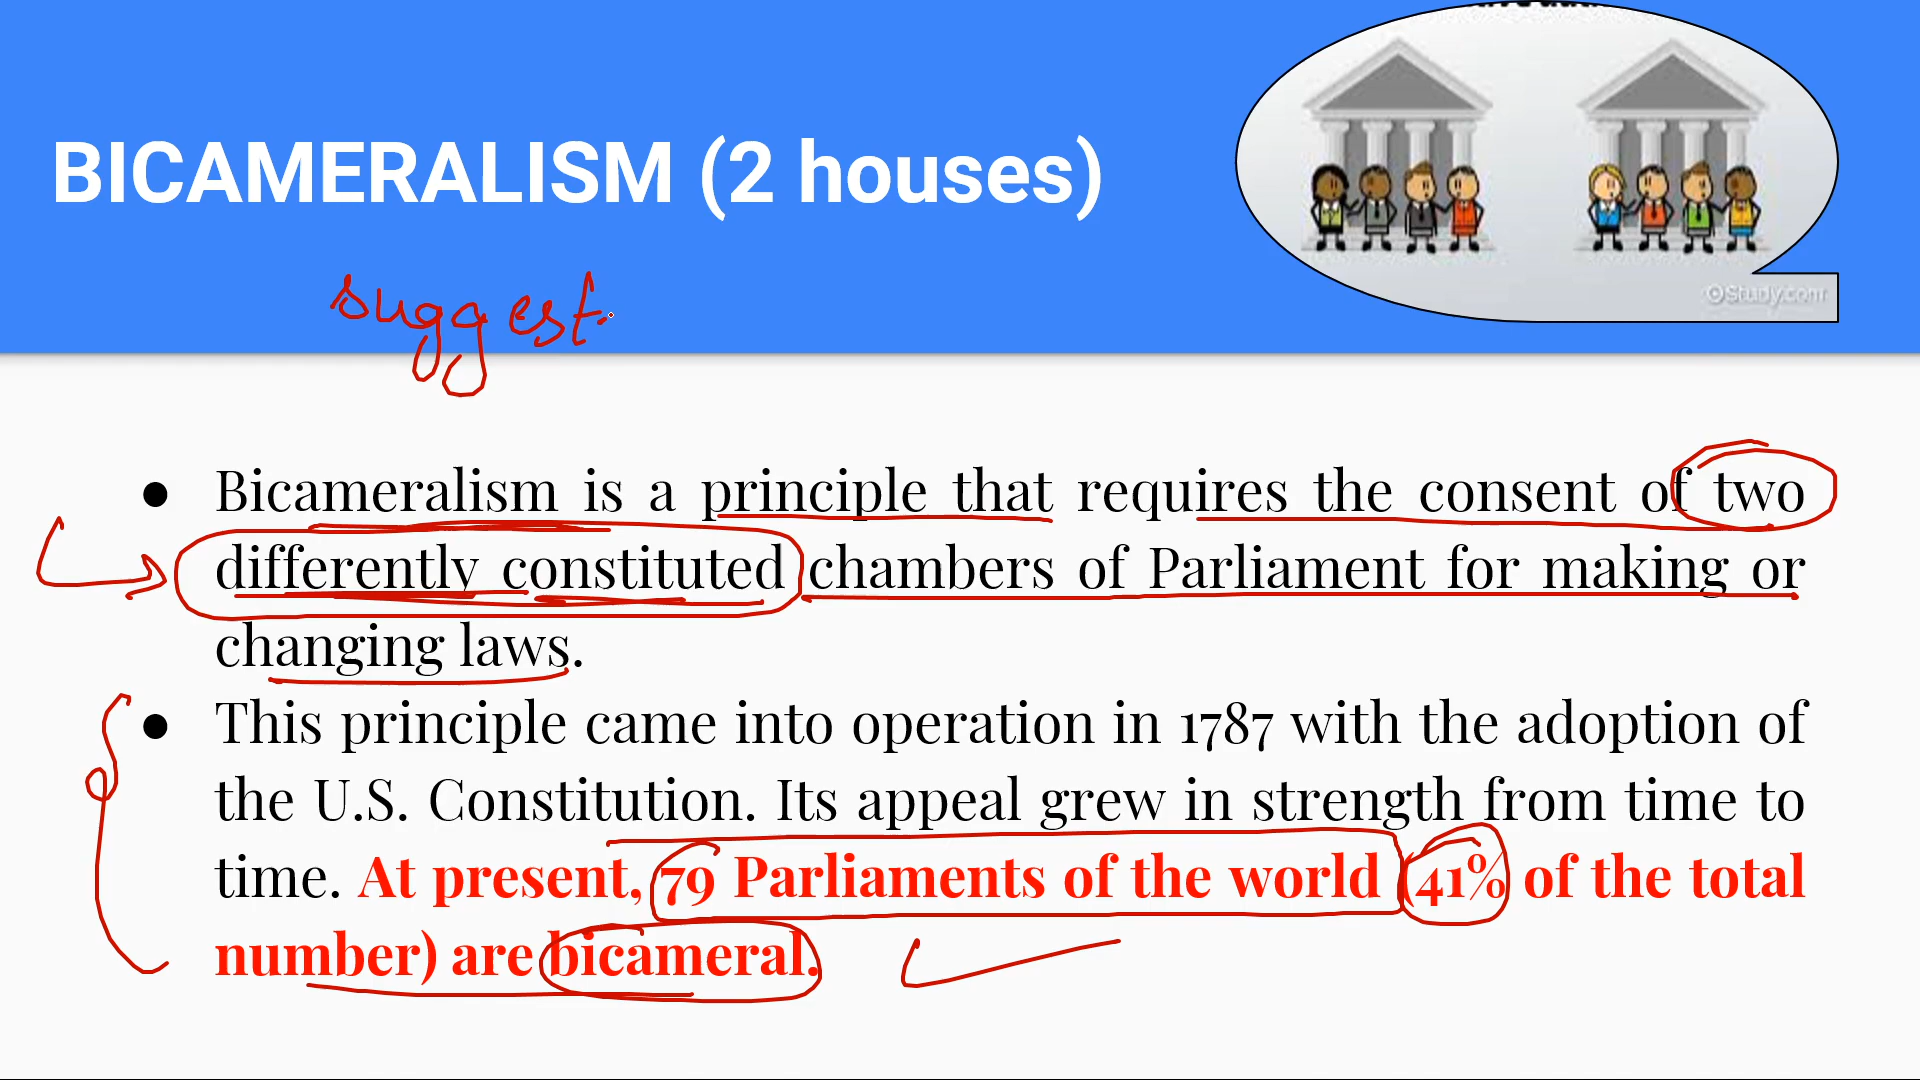 BICAMERALISM (2 houses)
©Study.com
suggest.
● Bicameralism is a principle that requires the consent of two
differently constituted chambers of Parliament for making or
changing laws.
● This principle came into operation in 1787 with the adoption of
the U.S. Constitution. Its appeal grew in strength from time to
time. At present, 79 Parliaments of the world (41% of the total
number) are bicameral.